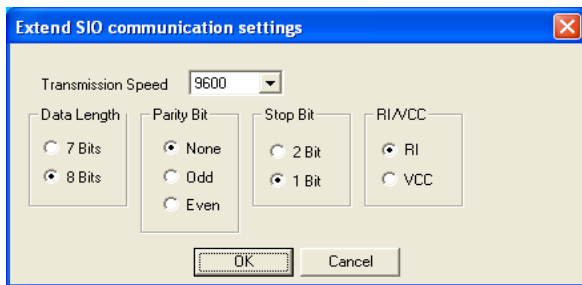 Extend SIO communication settings
Transmission Speed 9600
Data Length Parity Bit Stop Bit RI/VCC
7 Bits None 2 Bit RI
8 Bits Odd 1 Bit VCC
Even
OK Cancel